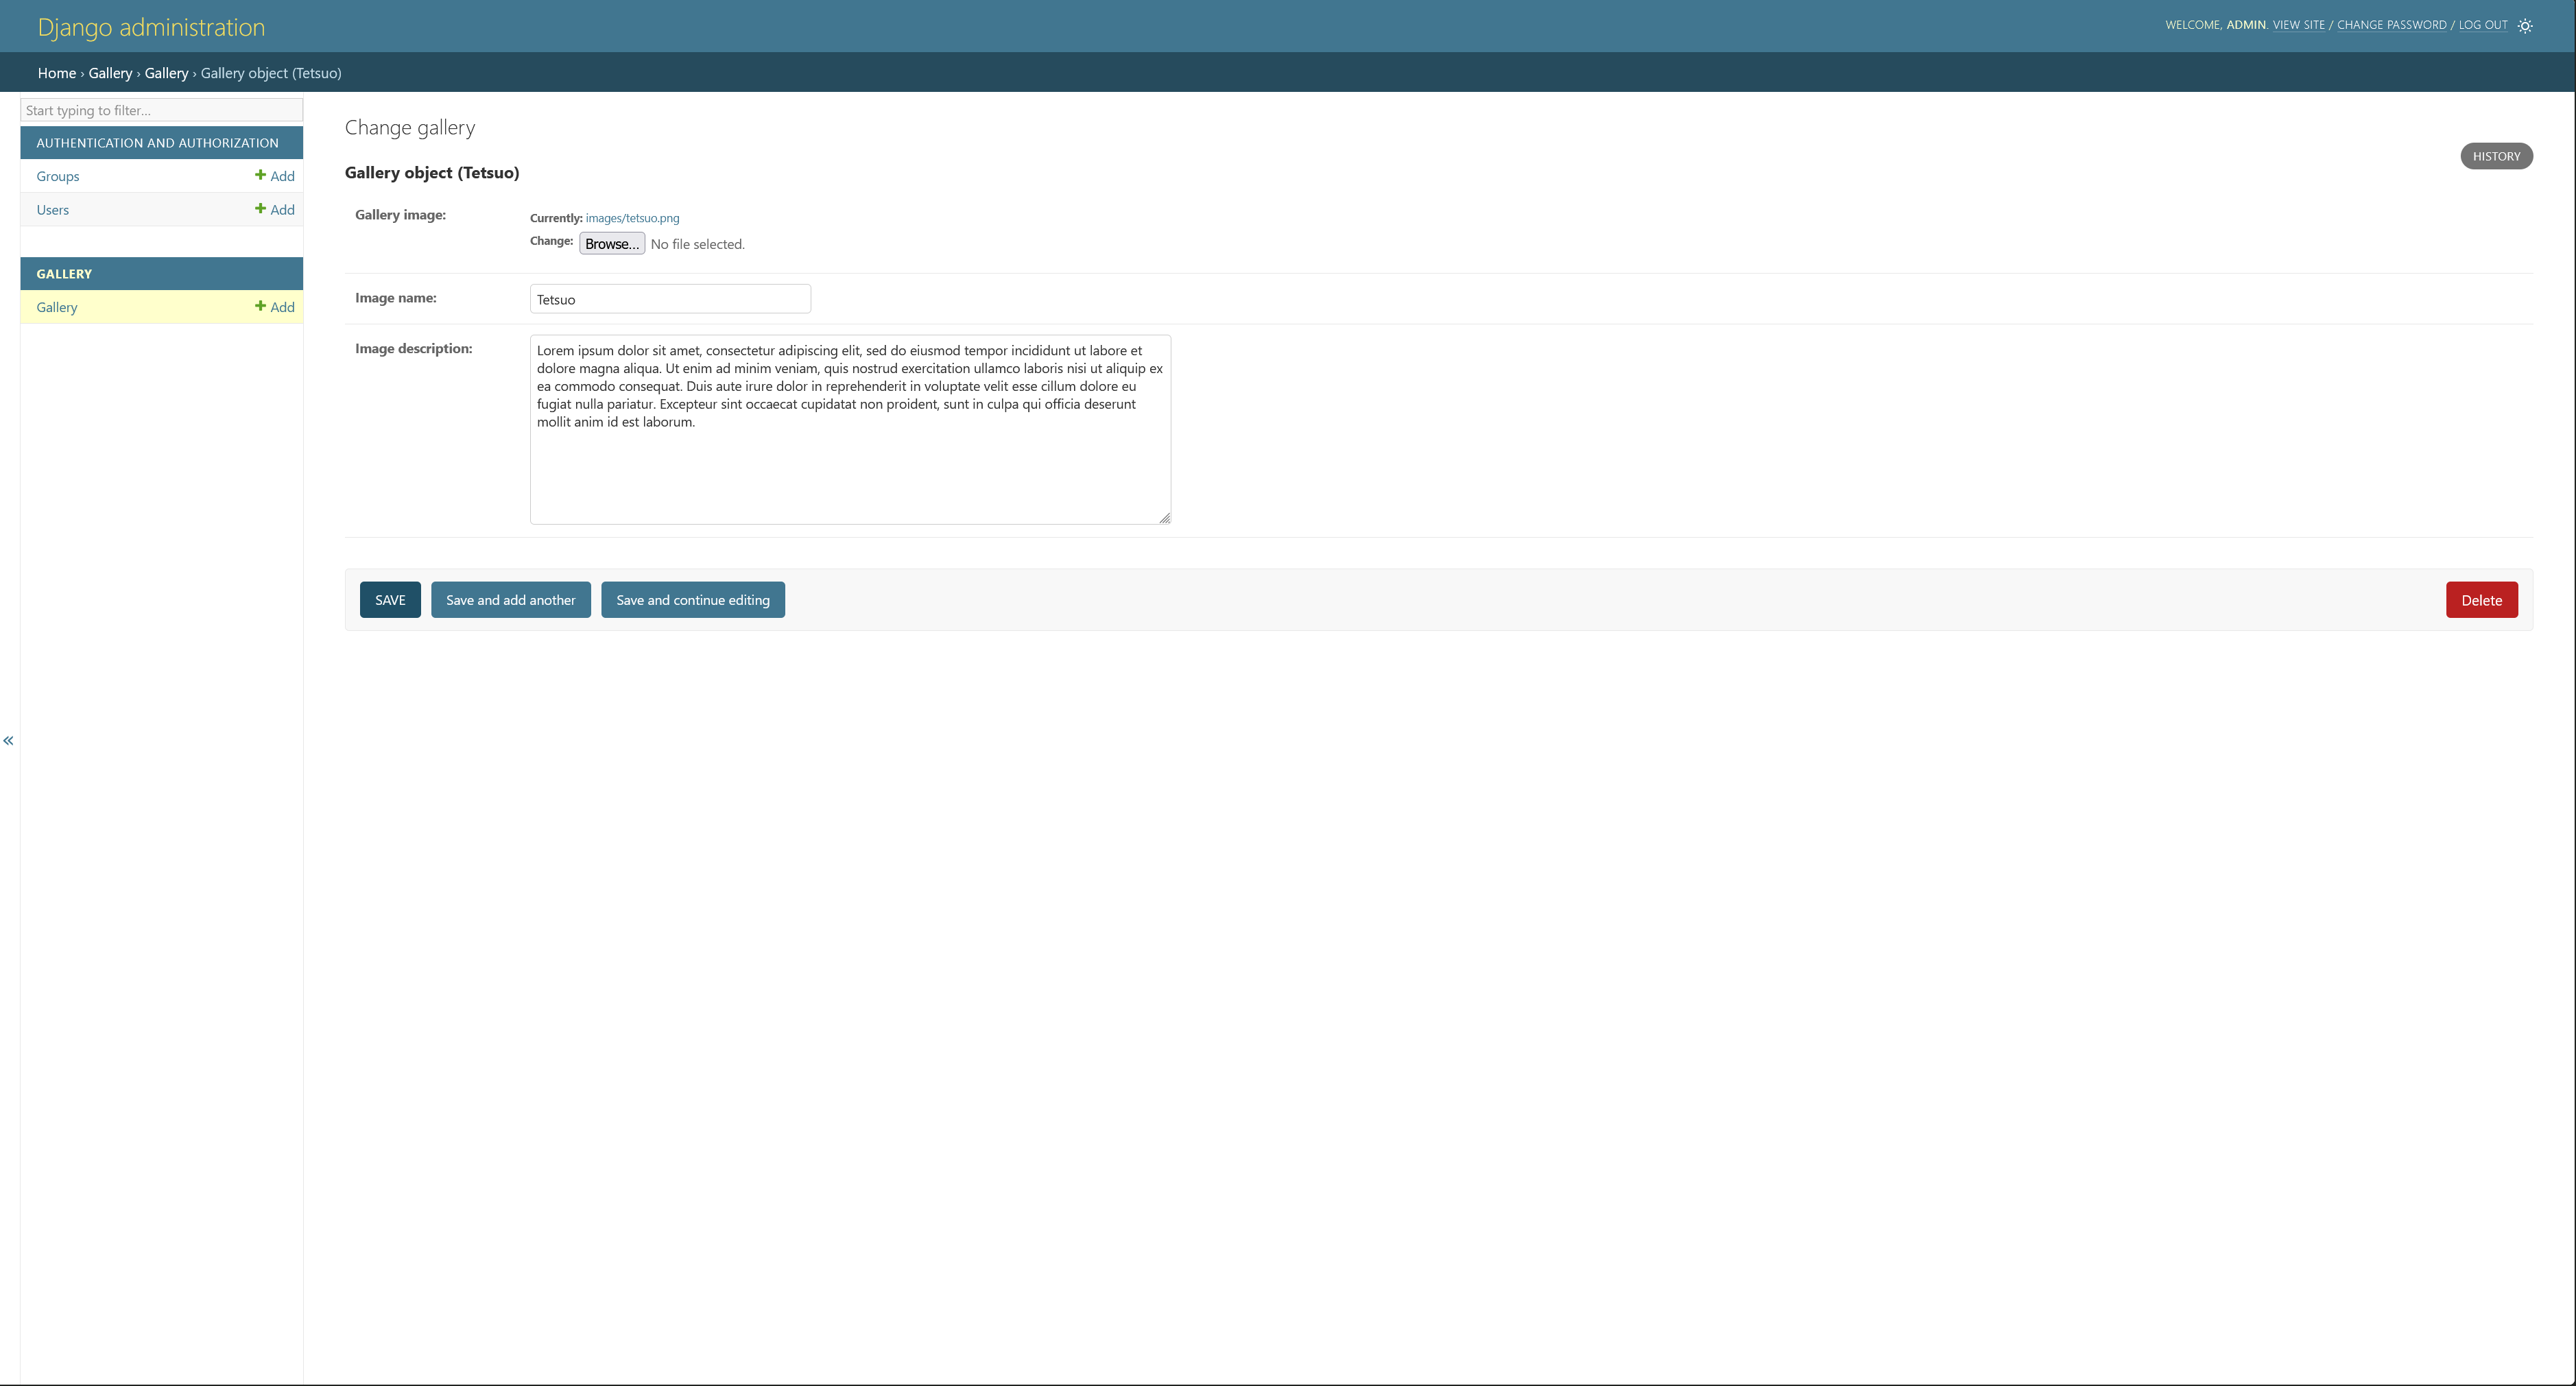 Django administration
WELCOME, ADMIN. VIEW SITE / CHANGE PASSWORD / LOG OUT
Home › Gallery › Gallery › Gallery object (Tetsuo)
Start typing to filter...
AUTHENTICATION AND AUTHORIZATION
Groups + Add
Users + Add
GALLERY
Gallery + Add
«
Change gallery
HISTORY
Gallery object (Tetsuo)
Gallery image:
Currently: images/tetsuo.png
Change: Browse... No file selected.
Image name: Tetsuo
Image description:
Lorem ipsum dolor sit amet, consectetur adipiscing elit, sed do eiusmod tempor incididunt ut labore et
dolore magna aliqua. Ut enim ad minim veniam, quis nostrud exercitation ullamco laboris nisi ut aliquip ex
ea commodo consequat. Duis aute irure dolor in reprehenderit in voluptate velit esse cillum dolore eu
fugiat nulla pariatur. Excepteur sint occaecat cupidatat non proident, sunt in culpa qui officia deserunt
mollit anim id est laborum.
SAVE Save and add another Save and continue editing Delete